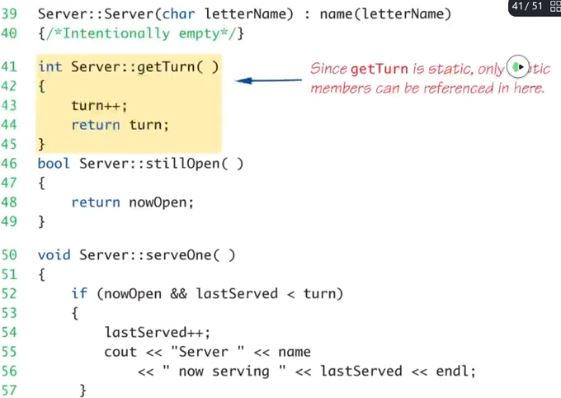 41 / 51
39 Server::Server(char letterName) : name(letterName)
40 {/*Intentionally empty*/}
41 int Server::getTurn( )
42 {
43 turn++;
44 return turn;
45 }
Since getTurn is static, only
members can be referenced in here.
46 bool Server::stillOpen( )
47 {
48 return nowOpen;
49 }
50 void Server::serveOne( )
51 {
52 if (nowOpen && lastServed < turn)
53 {
54 lastServed++;
55 cout << "Server " << name
56 << " now serving " << lastServed << endl;
57 }